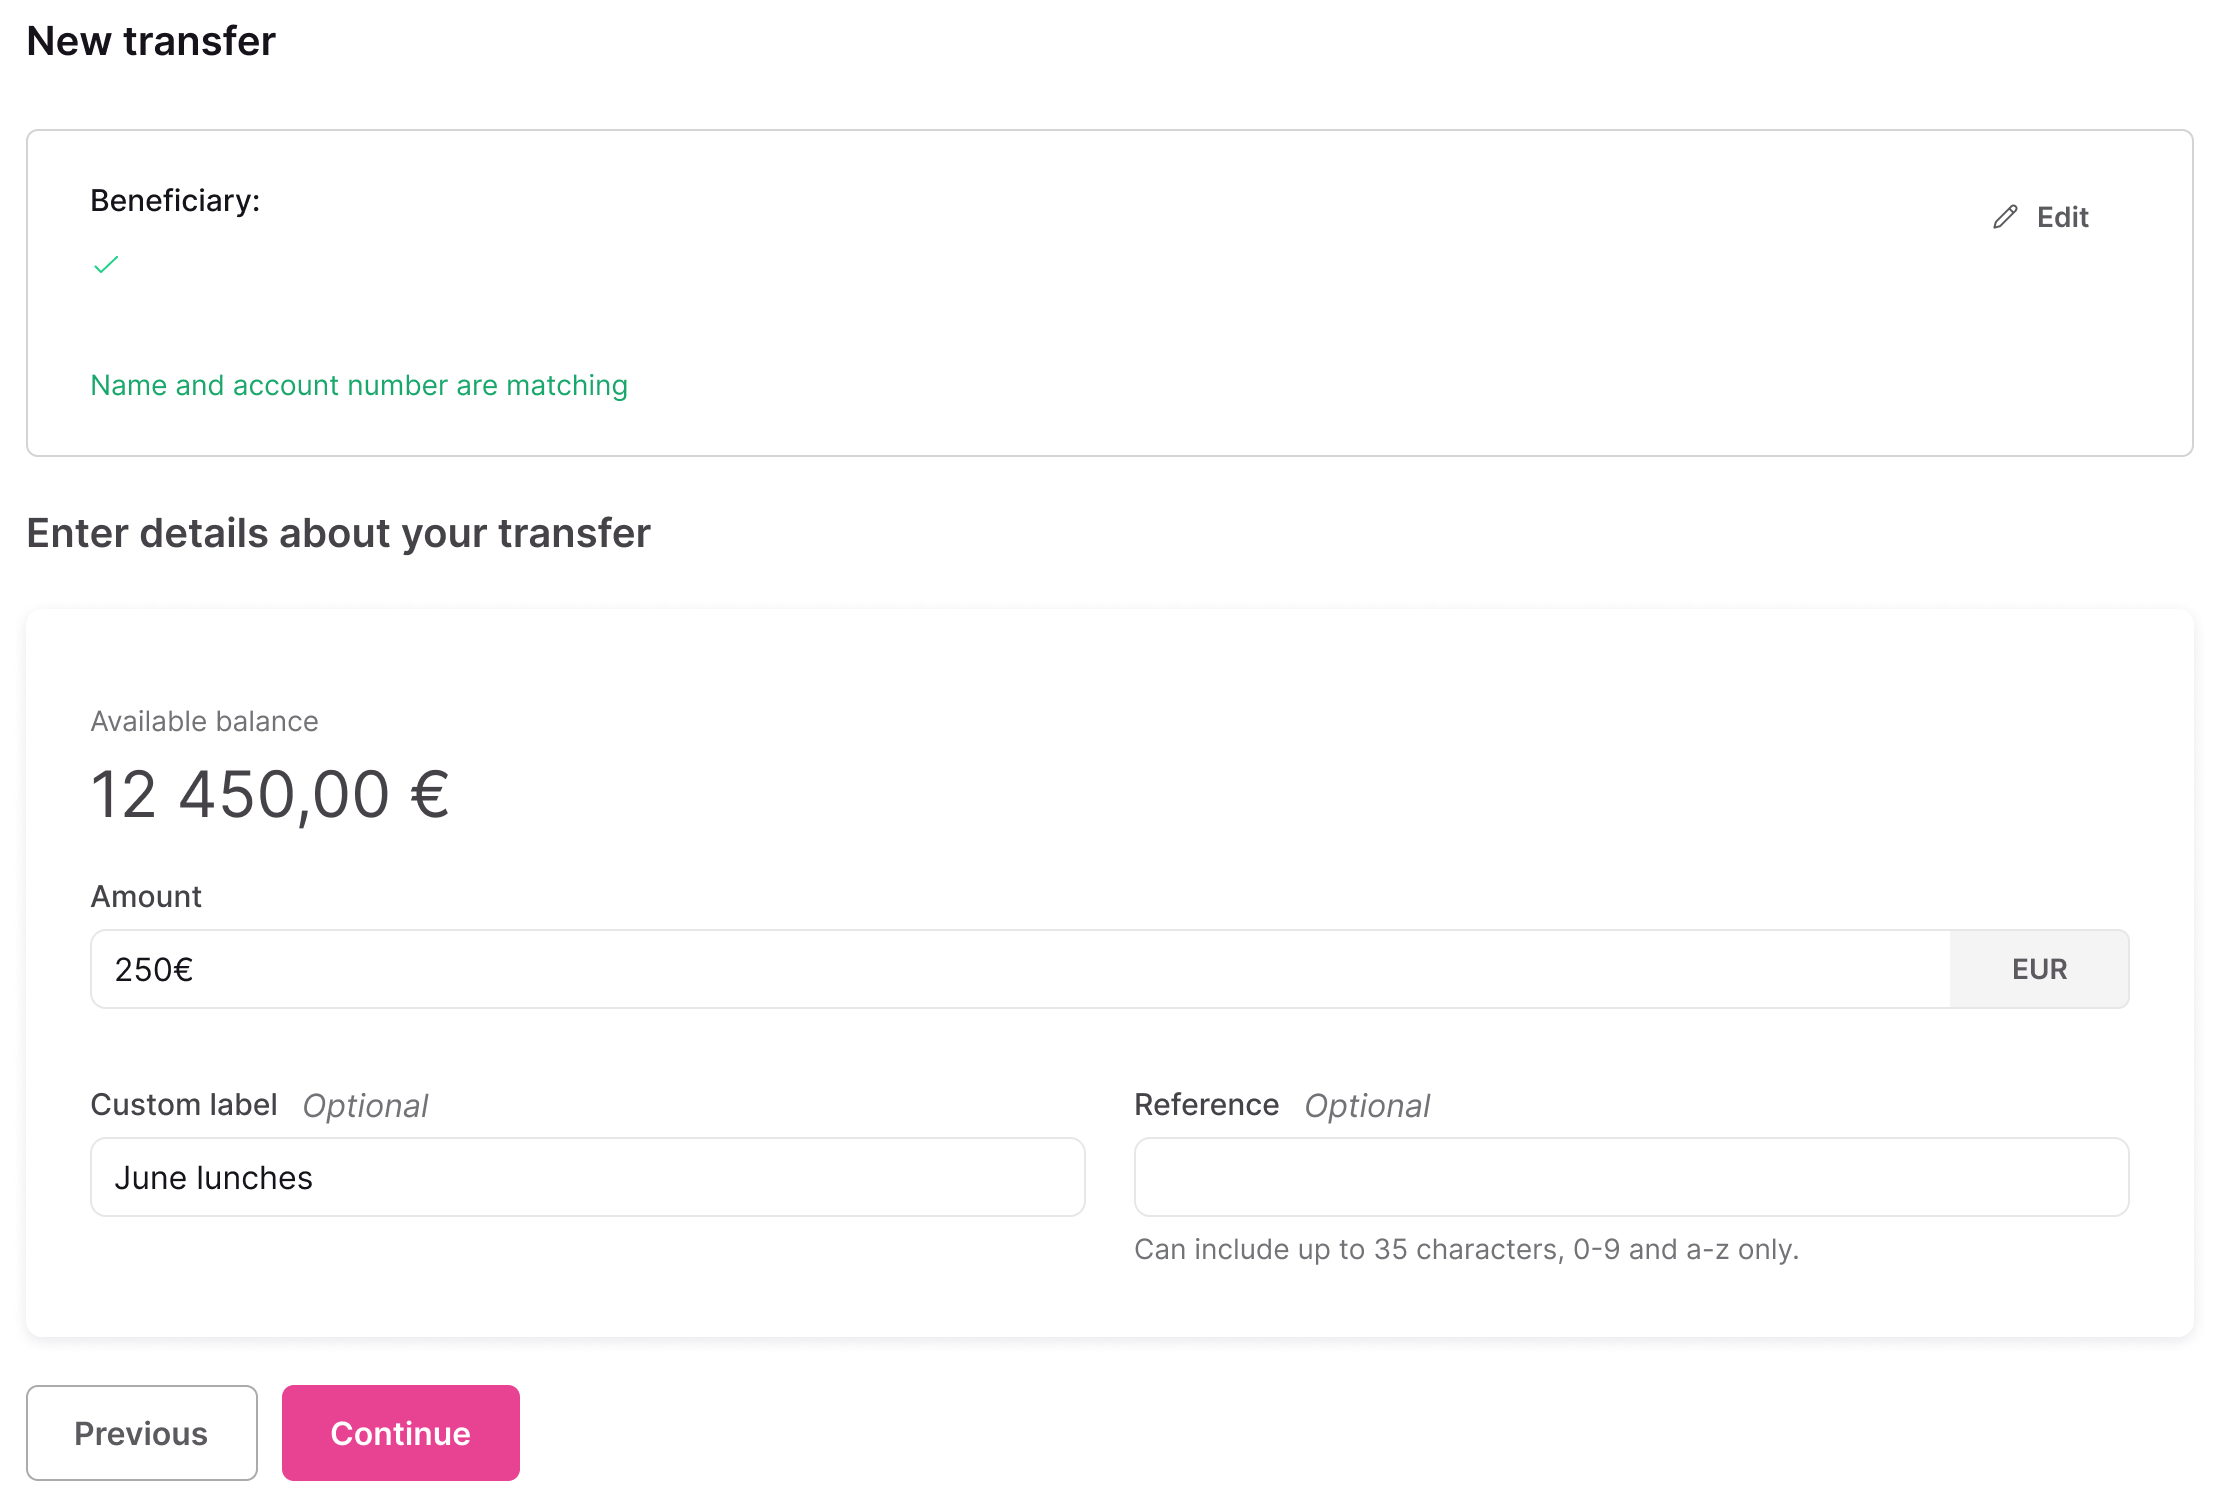 New transfer
Beneficiary:
Edit
Name and account number are matching
Enter details about your transfer
Available balance
12 450,00 €
Amount
250€
EUR
Custom label Optional
Reference Optional
June lunches
Can include up to 35 characters, 0-9 and a-z only.
Previous
Continue